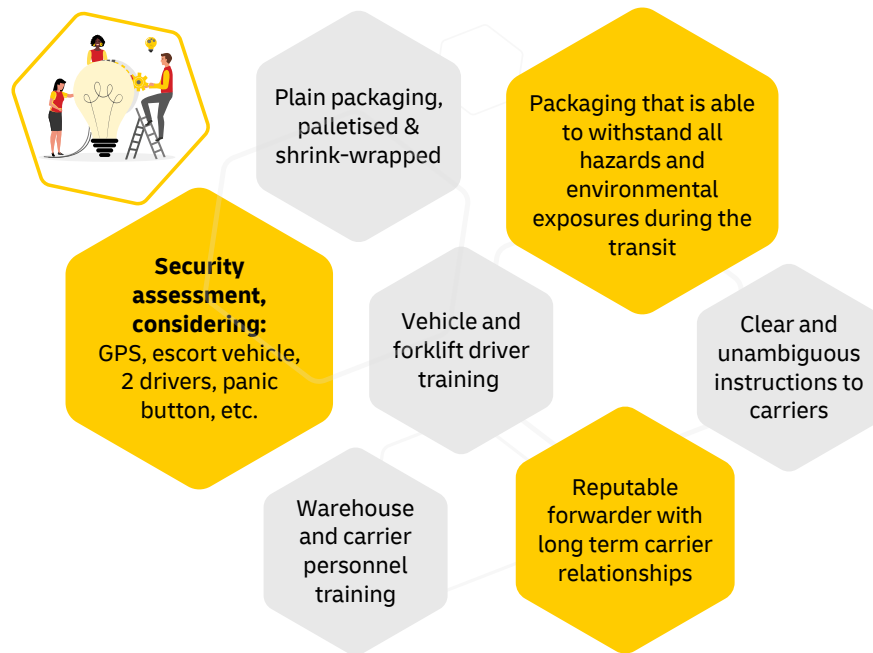 Plain packaging,
palletised &
shrink-wrapped
Packaging that is able
to withstand all
hazards and
environmental
exposures during the
transit
Security
assessment,
considering:
GPS, escort vehicle,
2 drivers, panic
button, etc.
Vehicle and
forklift driver
training
Clear and
unambiguous
instructions to
carriers
Warehouse
and carrier
personnel
training
Reputable
forwarder with
long term carrier
relationships